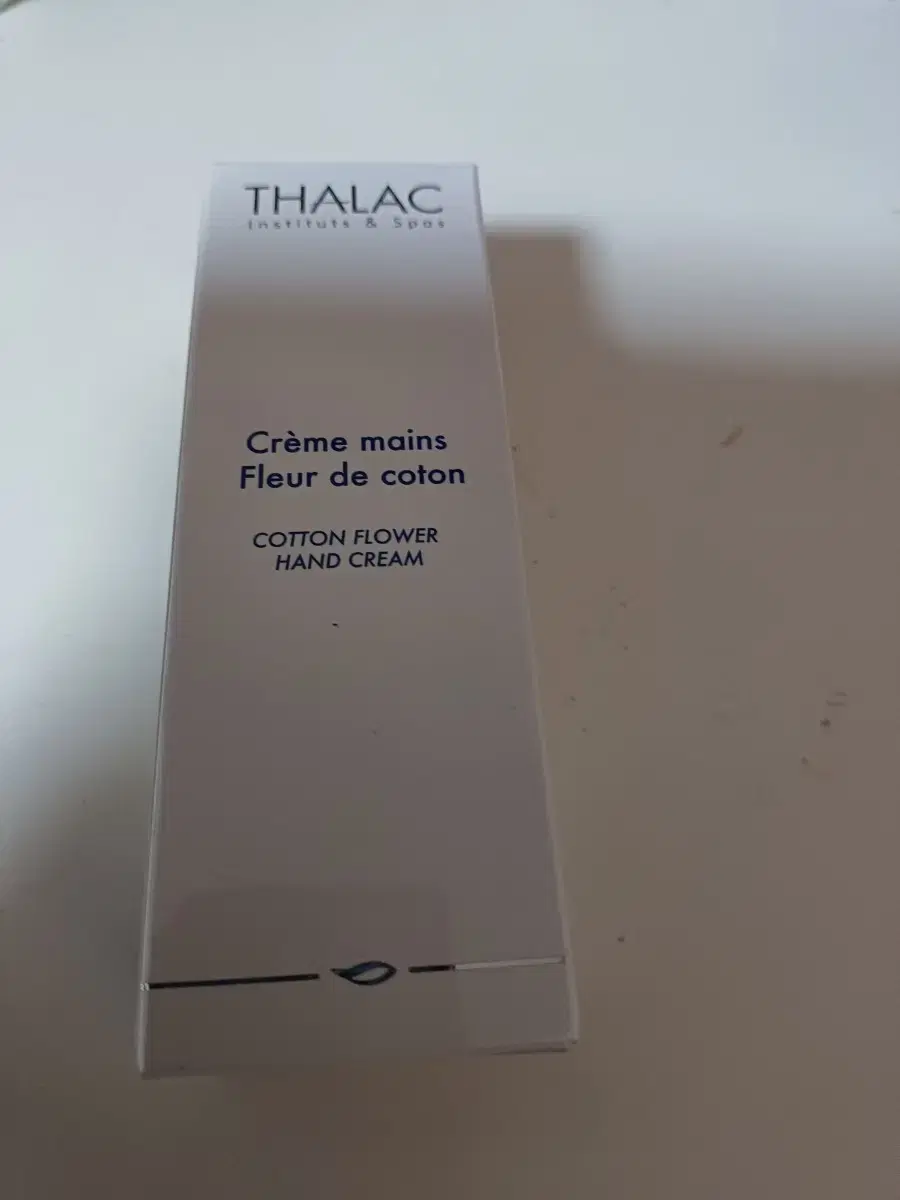 THALAC
Instituts & Spas
Crème mains
Fleur de coton
COTTON FLOWER
HAND CREAM